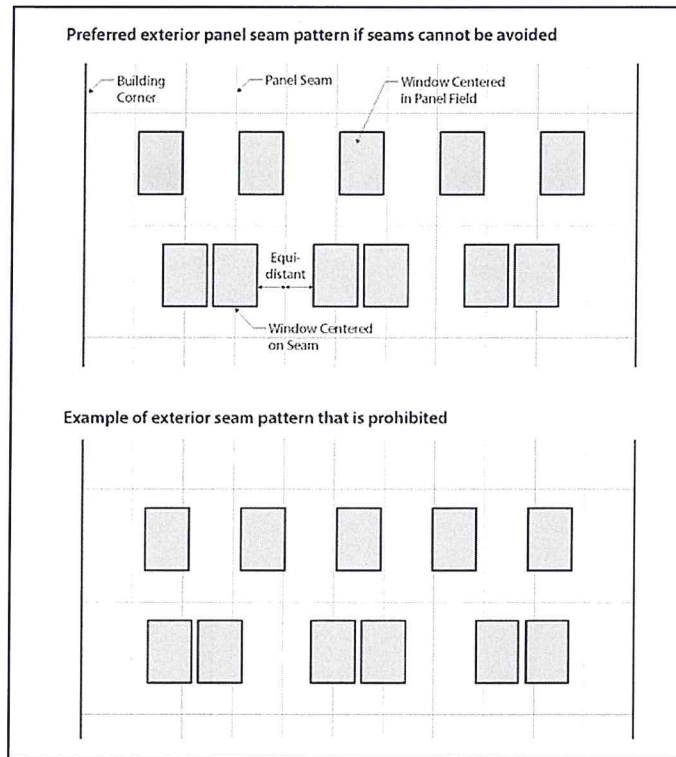 Preferred exterior panel seam pattern if seams cannot be avoided
Building
Corner
Panel Seam
Window Centered
in Panel Field
Equi-
distant
Window Centered
on Seam
Example of exterior seam pattern that is prohibited